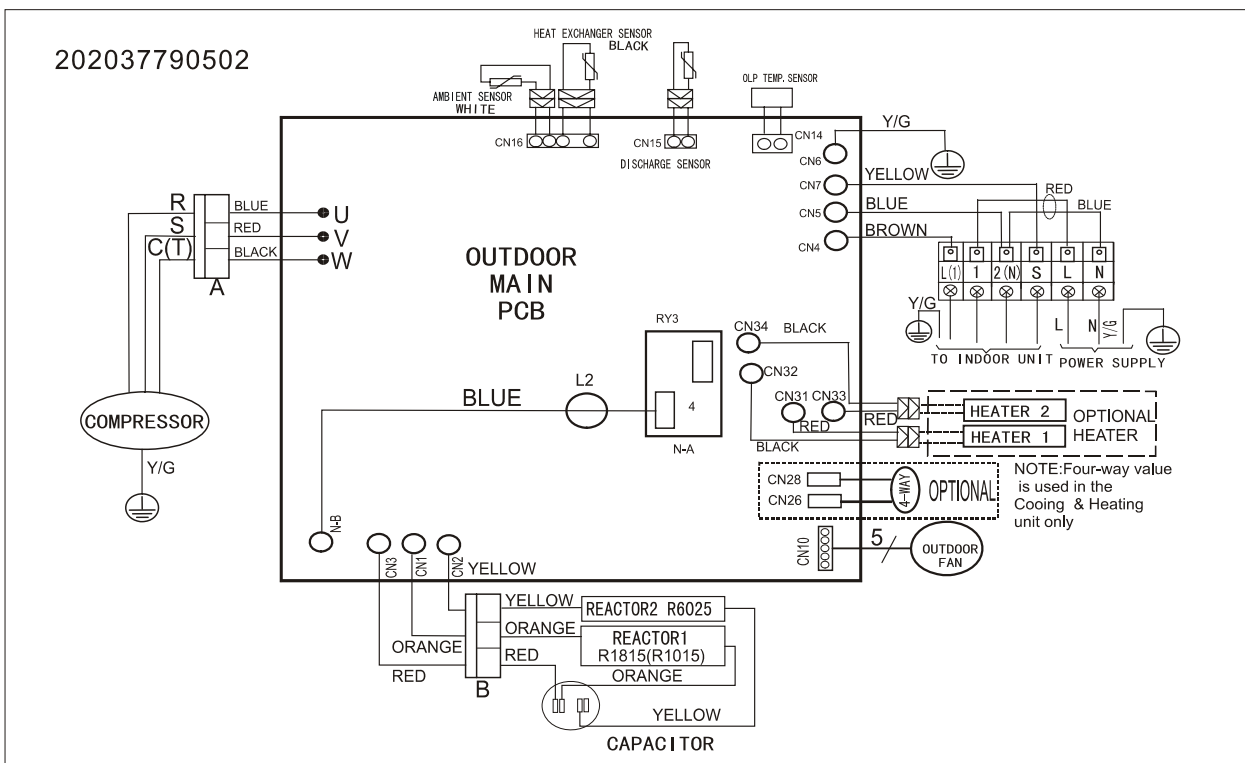 202037790502
HEAT EXCHANGER SENSOR
BLACK
AMBIENT SENSOR
WHITE
OLP TEMP. SENSOR
CN16
CN15
CN14
DISCHARGE SENSOR
Y/G
CN6
CN7
YELLOW
RED
CN5
BLUE
BLUE
CN4
BROWN
R
S
C(T)
BLUE
RED
BLACK
A
U
V
W
OUTDOOR
MAIN
PCB
L(1) 1 2(N) S L N
Y/G
L N Y/G
TO INDOOR UNIT
POWER SUPPLY
RY3
4
N-A
L2
BLUE
CN34
BLACK
CN32
CN31
CN33
RED
RED
BLACK
HEATER 2
HEATER 1
OPTIONAL
HEATER
COMPRESSOR
Y/G
CN28
CN26
4-WAY
OPTIONAL
NOTE:Four-way value
is used in the
Cooing & Heating
unit only
CN10
5
OUTDOOR
FAN
N-B
CN3
CN1
CN2
YELLOW
YELLOW
REACTOR2 R6025
ORANGE
ORANGE
REACTOR1
R1815(R1015)
RED
RED
B
ORANGE
YELLOW
CAPACITOR